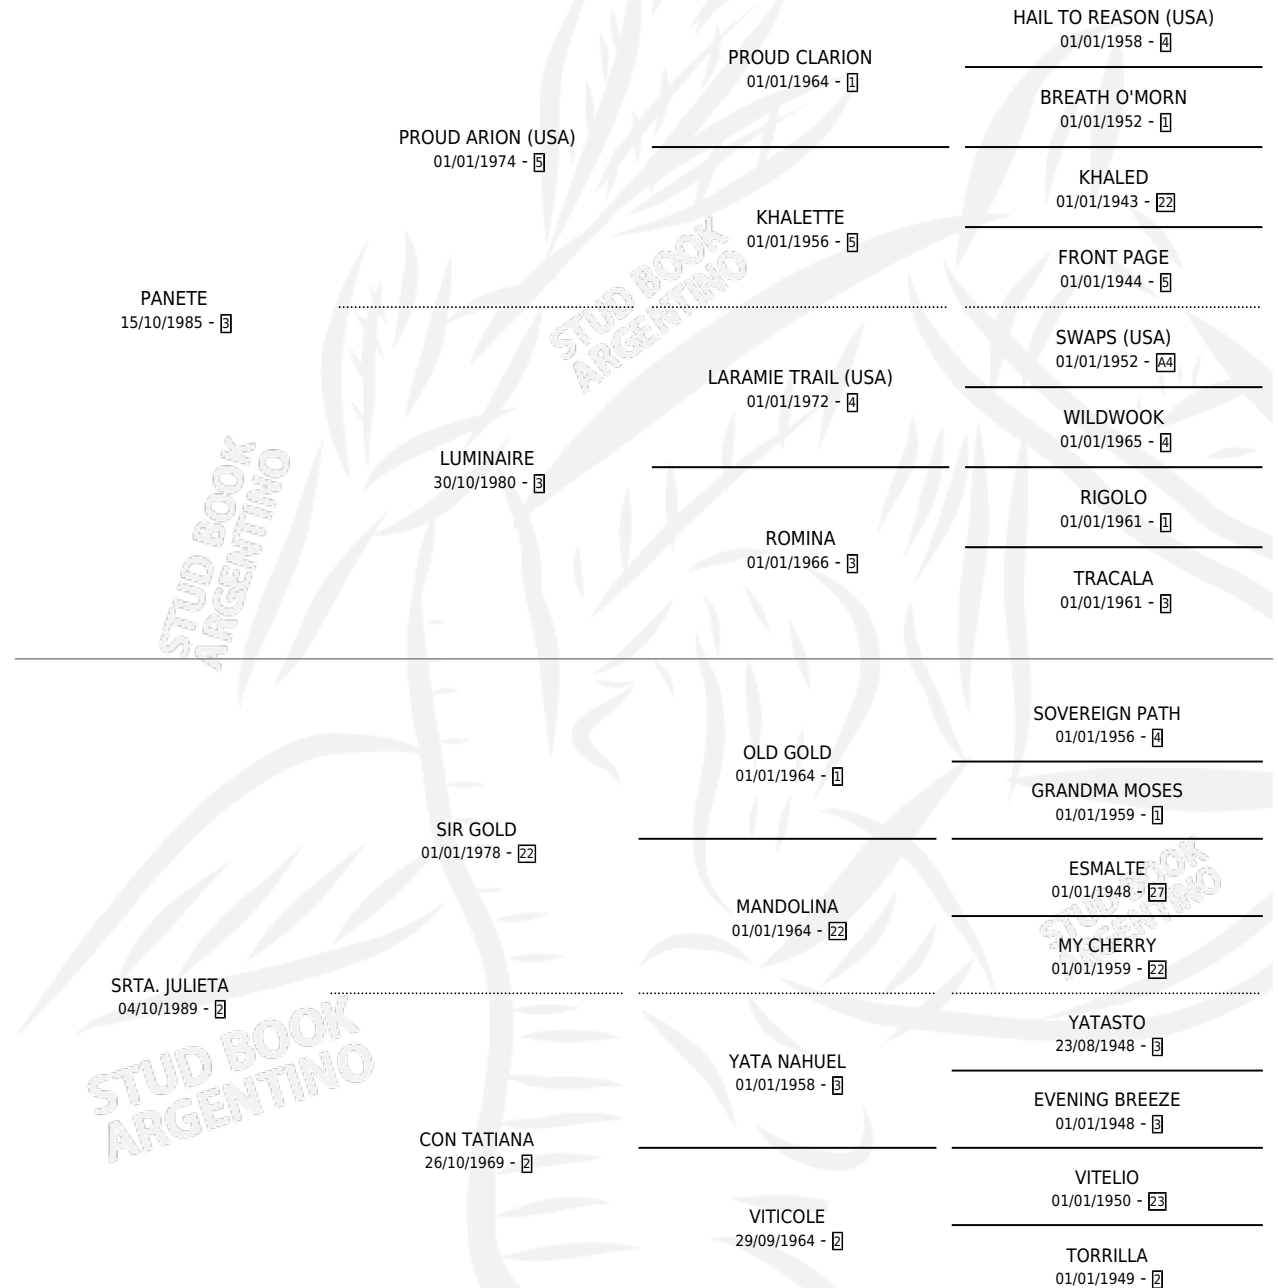 HAIL TO REASON (USA)
01/01/1958 - 4
PROUD CLARION
01/01/1964 - 1
BREATH O'MORN
01/01/1952 - 1
PROUD ARION (USA)
01/01/1974 - 5
KHALED
01/01/1943 - 22
KHALETTE
01/01/1956 - 5
FRONT PAGE
01/01/1944 - 5
PANETE
15/10/1985 - 3
SWAPS (USA)
01/01/1952 - A4
LARAMIE TRAIL (USA)
01/01/1972 - 4
WILDWOOK
01/01/1965 - 4
LUMINAIRE
30/10/1980 - 3
RIGOLO
01/01/1961 - 1
ROMINA
01/01/1966 - 3
TRACALA
01/01/1961 - 3
STUD BOOK
ARGENTINO
STUD BOOK
ARGENTINO
SOVEREIGN PATH
01/01/1956 - 4
OLD GOLD
01/01/1964 - 1
GRANDMA MOSES
01/01/1959 - 1
SIR GOLD
01/01/1978 - 22
ESMALTE
01/01/1948 - 27
MANDOLINA
01/01/1964 - 22
MY CHERRY
01/01/1959 - 22
SRTA. JULIETA
04/10/1989 - 2
YATASTO
23/08/1948 - 3
YATA NAHUEL
01/01/1958 - 3
EVENING BREEZE
01/01/1948 - 3
CON TATIANA
26/10/1969 - 2
VITELIO
01/01/1950 - 23
VITICOLE
29/09/1964 - 2
TORRILLA
01/01/1949 - 2
STUD BOOK
ARGENTINO
STUD BOOK
ARGENTINO